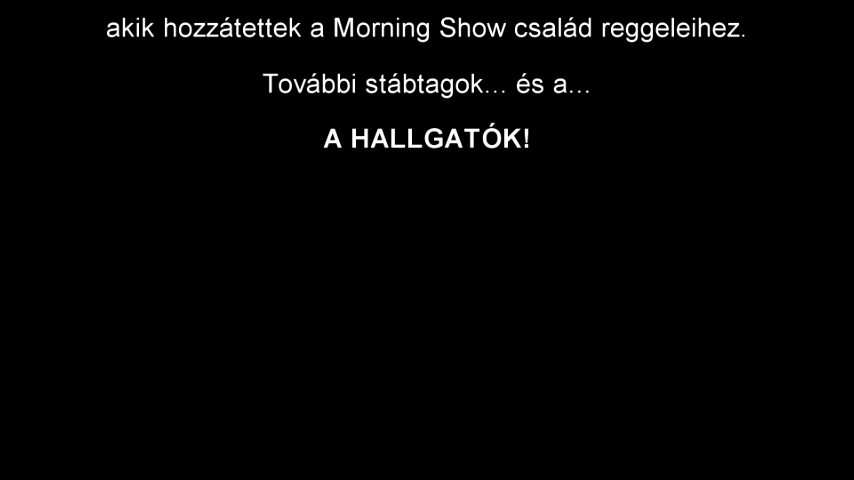 akik hozzátettek a Morning Show család reggeleihez.
További stábtagok... és a...
A HALLGATÓK!